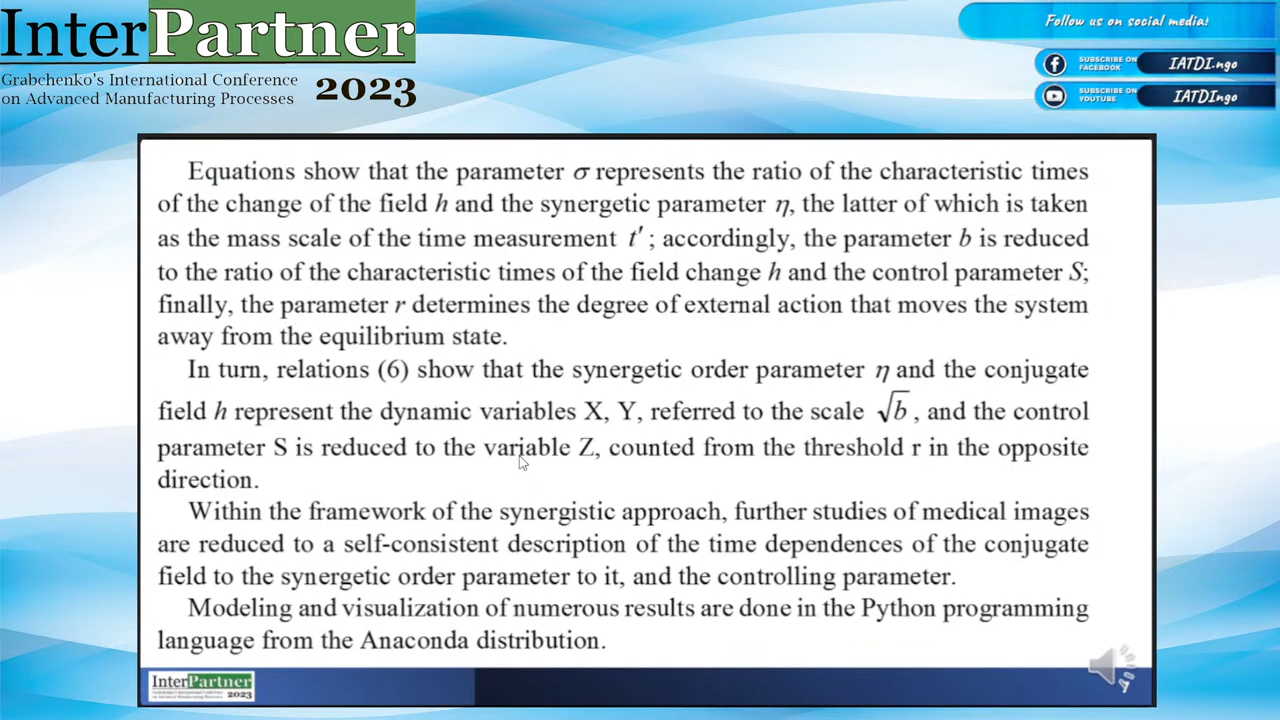 InterPartner
Grabchenko's International Conference
on Advanced Manufacturing Processes
2023
Follow us on social media!
SUBSCRIBE ON
FACEBOOK
IATDI.ngo
SUBSCRIBE ON
YOUTUBE
IATDIngo
Equations show that the parameter σ represents the ratio of the characteristic times
of the change of the field h and the synergetic parameter η, the latter of which is taken
as the mass scale of the time measurement t′ ; accordingly, the parameter b is reduced
to the ratio of the characteristic times of the field change h and the control parameter S;
finally, the parameter r determines the degree of external action that moves the system
away from the equilibrium state.
In turn, relations (6) show that the synergetic order parameter η and the conjugate
field h represent the dynamic variables X, Y, referred to the scale √b , and the control
parameter S is reduced to the variable Z, counted from the threshold r in the opposite
direction.
Within the framework of the synergistic approach, further studies of medical images
are reduced to a self-consistent description of the time dependences of the conjugate
field to the synergetic order parameter to it, and the controlling parameter.
Modeling and visualization of numerous results are done in the Python programming
language from the Anaconda distribution.
InterPartner
Grabchenko's International Conference
on Advanced Manufacturing Processes
2023